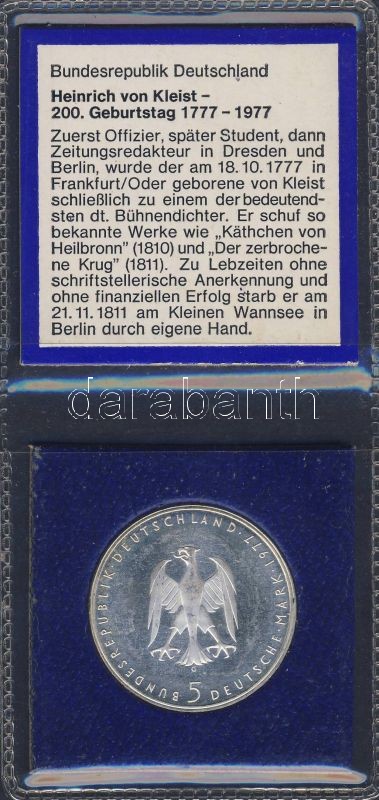 Bundesrepublik Deutschland
Heinrich von Kleist –
200. Geburtstag 1777 – 1977
Zuerst Offizier, später Student, dann
Zeitungsredakteur in Dresden und
Berlin, wurde der am 18.10.1777 in
Frankfurt/Oder geborene von Kleist
schließlich zu einem der bedeutend-
sten dt. Bühnendichter. Er schuf so
bekannte Werke wie „Käthchen von
Heilbronn" (1810) und „Der zerbroche-
ne Krug" (1811). Zu Lebzeiten ohne
schriftstellerische Anerkennung und
ohne finanziellen Erfolg starb er am
21.11.1811 am Kleinen Wannsee in
Berlin durch eigene Hand.
darabanth
BUNDESREPUBLIK DEUTSCHLAND · 1977
5 DEUTSCHE MARK
G